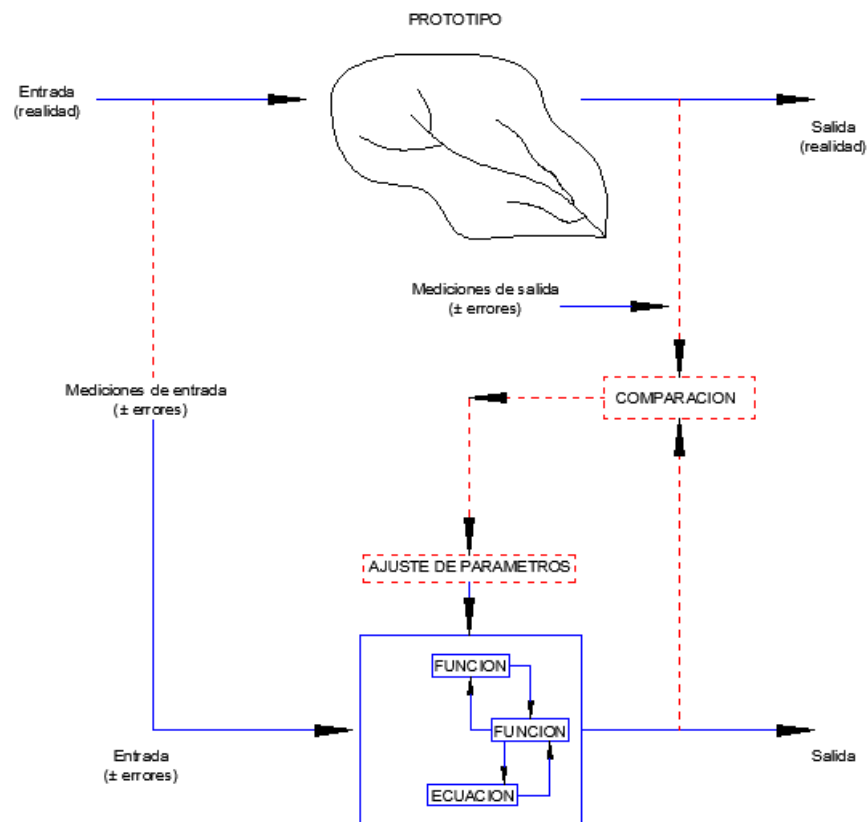 PROTOTIPO
Entrada
(realidad)
Salida
(realidad)
Mediciones de salida
(± errores)
Mediciones de entrada
(± errores)
COMPARACION
AJUSTE DE PARAMETROS
FUNCION
FUNCION
ECUACION
Entrada
(± errores)
Salida